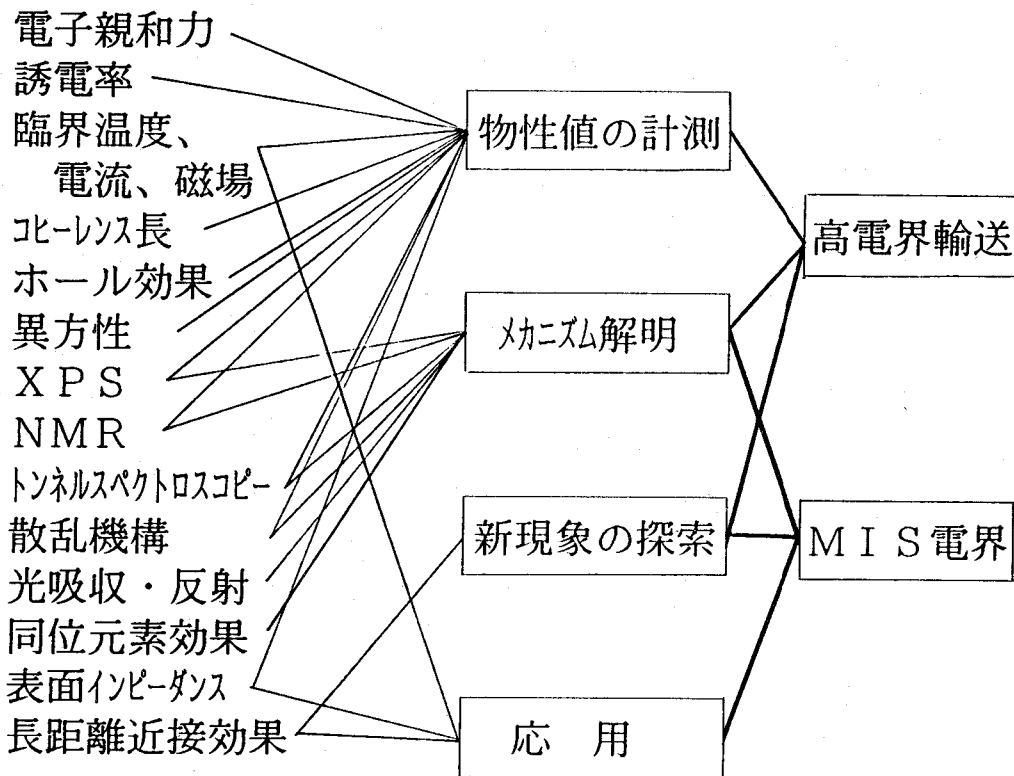 電子親和力
誘電率
臨界温度、
電流、磁場
コヒーレンス長
ホール効果
異方性
ＸＰＳ
ＮＭＲ
トンネルスペクトロスコピー
散乱機構
光吸収・反射
同位元素効果
表面インピーダンス
長距離近接効果
物性値の計測
メカニズム解明
新現象の探索
応　用
高電界輸送
ＭＩＳ電界